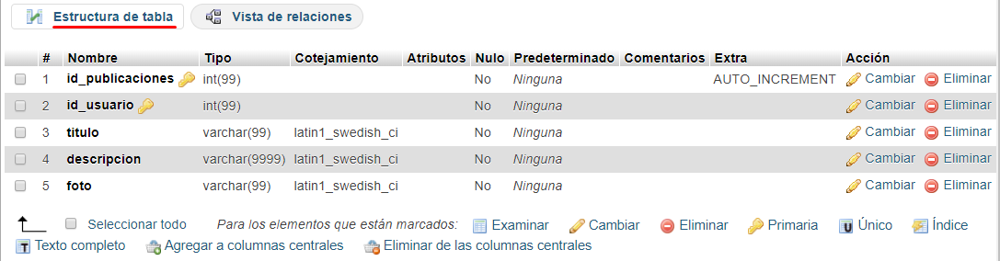 Estructura de tabla Vista de relaciones
# Nombre Tipo Cotejamiento Atributos Nulo Predeterminado Comentarios Extra Acción
1 id_publicaciones int(99) No Ninguna AUTO_INCREMENT Cambiar Eliminar
2 id_usuario int(99) No Ninguna Cambiar Eliminar
3 titulo varchar(99) latin1_swedish_ci No Ninguna Cambiar Eliminar
4 descripcion varchar(9999) latin1_swedish_ci No Ninguna Cambiar Eliminar
5 foto varchar(99) latin1_swedish_ci No Ninguna Cambiar Eliminar
Seleccionar todo Para los elementos que están marcados: Examinar Cambiar Eliminar Primaria U Único Índice
T Texto completo Agregar a columnas centrales Eliminar de las columnas centrales